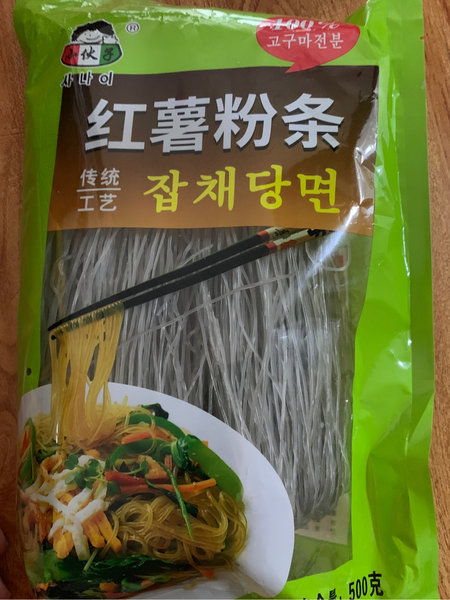 小伙子®
사나이
100%
고구마전분
红薯粉条
传统
工艺
잡채당면
500克